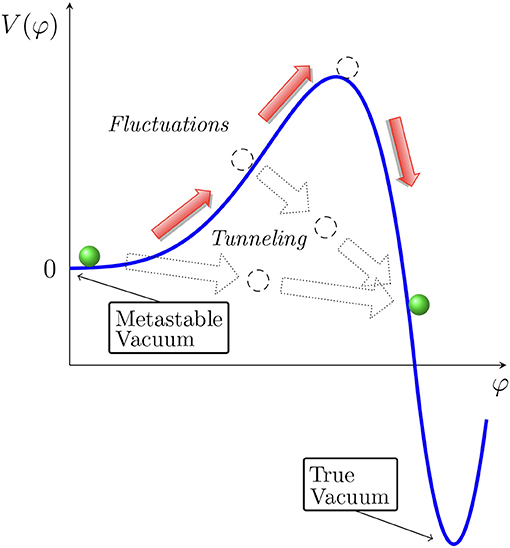 V(φ)
Fluctuations
Tunneling
0
Metastable
Vacuum
φ
True
Vacuum